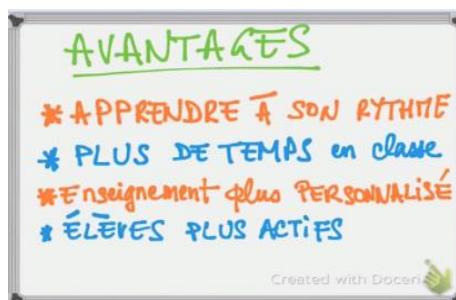 AVANTAGES
* APPRENDRE À SON RYTHME
* PLUS DE TEMPS en classe
* Enseignement plus PERSONNALISÉ
* ÉLÈVES PLUS ACTIFS
Created with Doceri